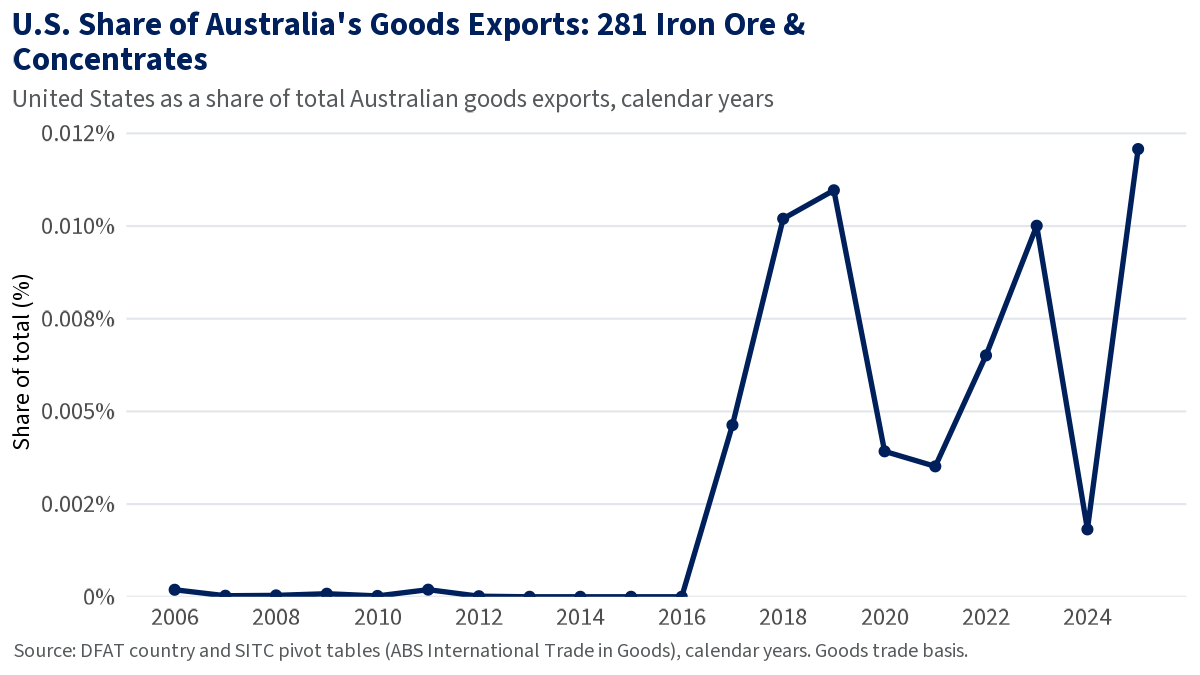 U.S. Share of Australia's Goods Exports: 281 Iron Ore &
Concentrates
United States as a share of total Australian goods exports, calendar years
Share of total (%)
0.012%
0.010%
0.008%
0.005%
0.002%
0%
2006 2008 2010 2012 2014 2016 2018 2020 2022 2024
Source: DFAT country and SITC pivot tables (ABS International Trade in Goods), calendar years. Goods trade basis.